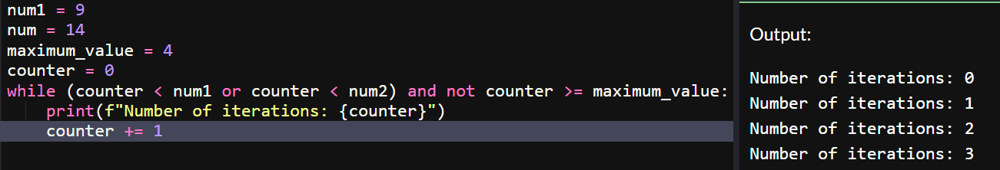 num1 = 9
num = 14
maximum_value = 4
counter = 0
while (counter < num1 or counter < num2) and not counter >= maximum_value:
    print(f"Number of iterations: {counter}")
    counter += 1
Output:
Number of iterations: 0
Number of iterations: 1
Number of iterations: 2
Number of iterations: 3